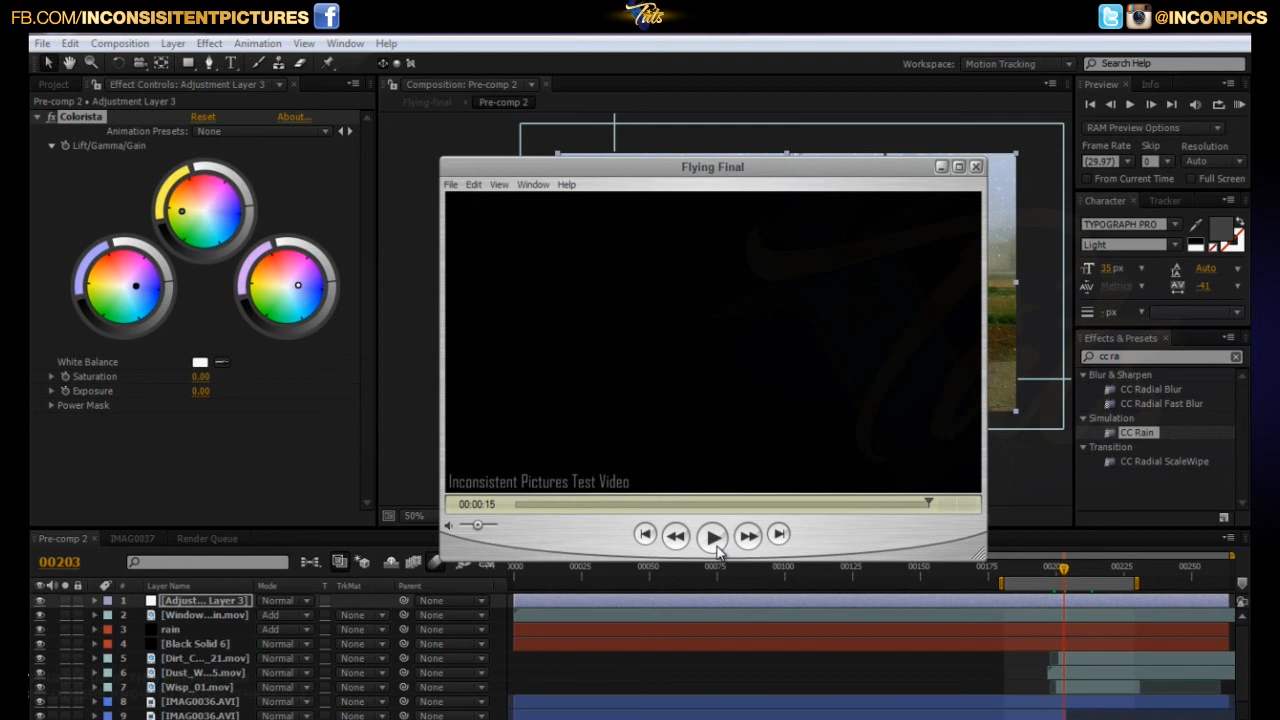 FB.COM/INCONSISITENTPICTURES
Tuts
@INCONPICS
File Edit Composition Layer Effect Animation View Window Help
Workspace: Motion Tracking Search Help
Project Effect Controls: Adjustment Layer 3 Composition: Pre-comp 2 Preview Info
Pre-comp 2 • Adjustment Layer 3
Flying-final Pre-comp 2
fx Colorista Reset About...
Animation Presets: None
Lift/Gamma/Gain
RAM Preview Options
Frame Rate Skip Resolution
(29.97) 0 Auto
From Current Time Full Screen
Character Tracker
TYPOGRAPH PRO
Light
35 px Auto
Metrics -41
- px
Effects & Presets
cc ra
Blur & Sharpen
CC Radial Blur
CC Radial Fast Blur
Simulation
CC Rain
Transition
CC Radial ScaleWipe
White Balance
Saturation 0.00
Exposure 0.00
Power Mask
Flying Final
File Edit View Window Help
Inconsistent Pictures Test Video
00:00:15
50%
Pre-comp 2 IMAG0037 Render Queue
00203
0000 00025 00050 00075 00100 00125 00150 00175 00200 00225 00250
# Layer Name Mode T TrkMat Parent
1 [Adjust... Layer 3] Normal None
2 [Window...in.mov] Add None None
3 rain Add None None
4 [Black Solid 6] Normal None None
5 [Dirt_C..._21.mov] Normal None None
6 [Dust_W...5.mov] Normal None None
7 [Wisp_01.mov] Normal None None
8 [IMAG0036.AVI] Normal None None
9 [IMAG0036.AVI] Normal None None